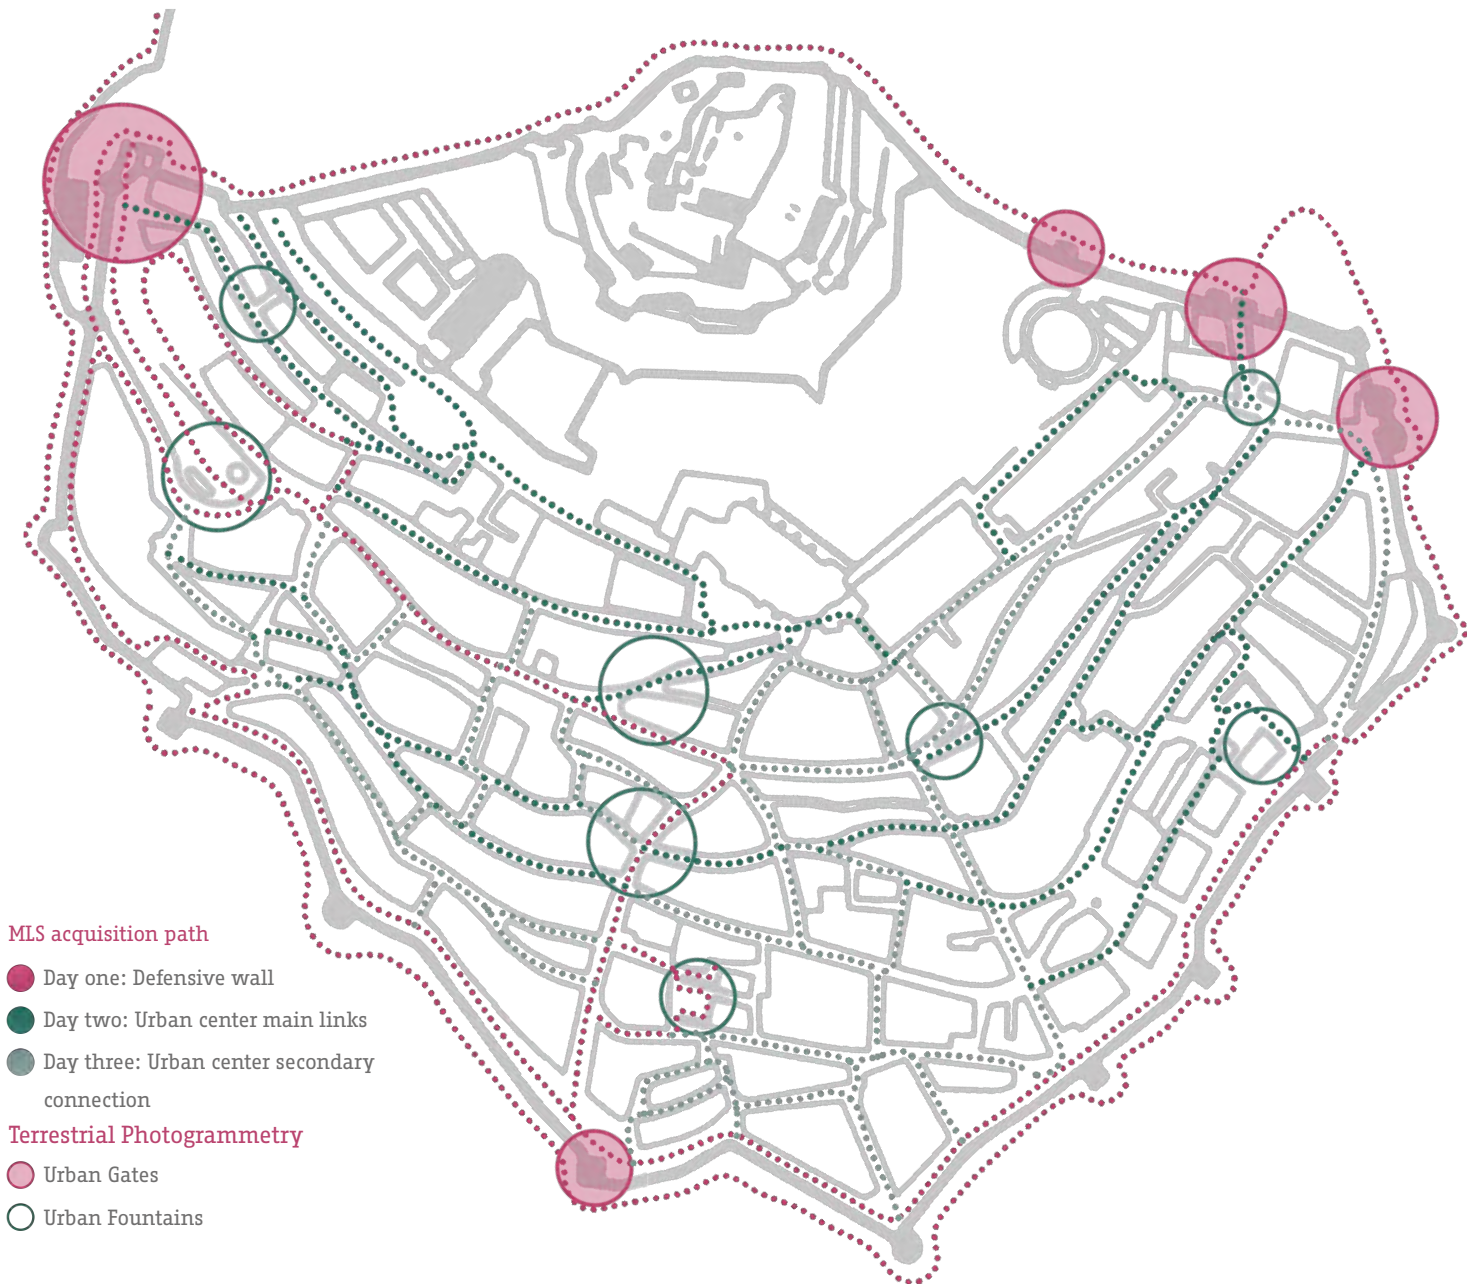 MLS acquisition path
Day one: Defensive wall
Day two: Urban center main links
Day three: Urban center secondary
connection
Terrestrial Photogrammetry
Urban Gates
Urban Fountains